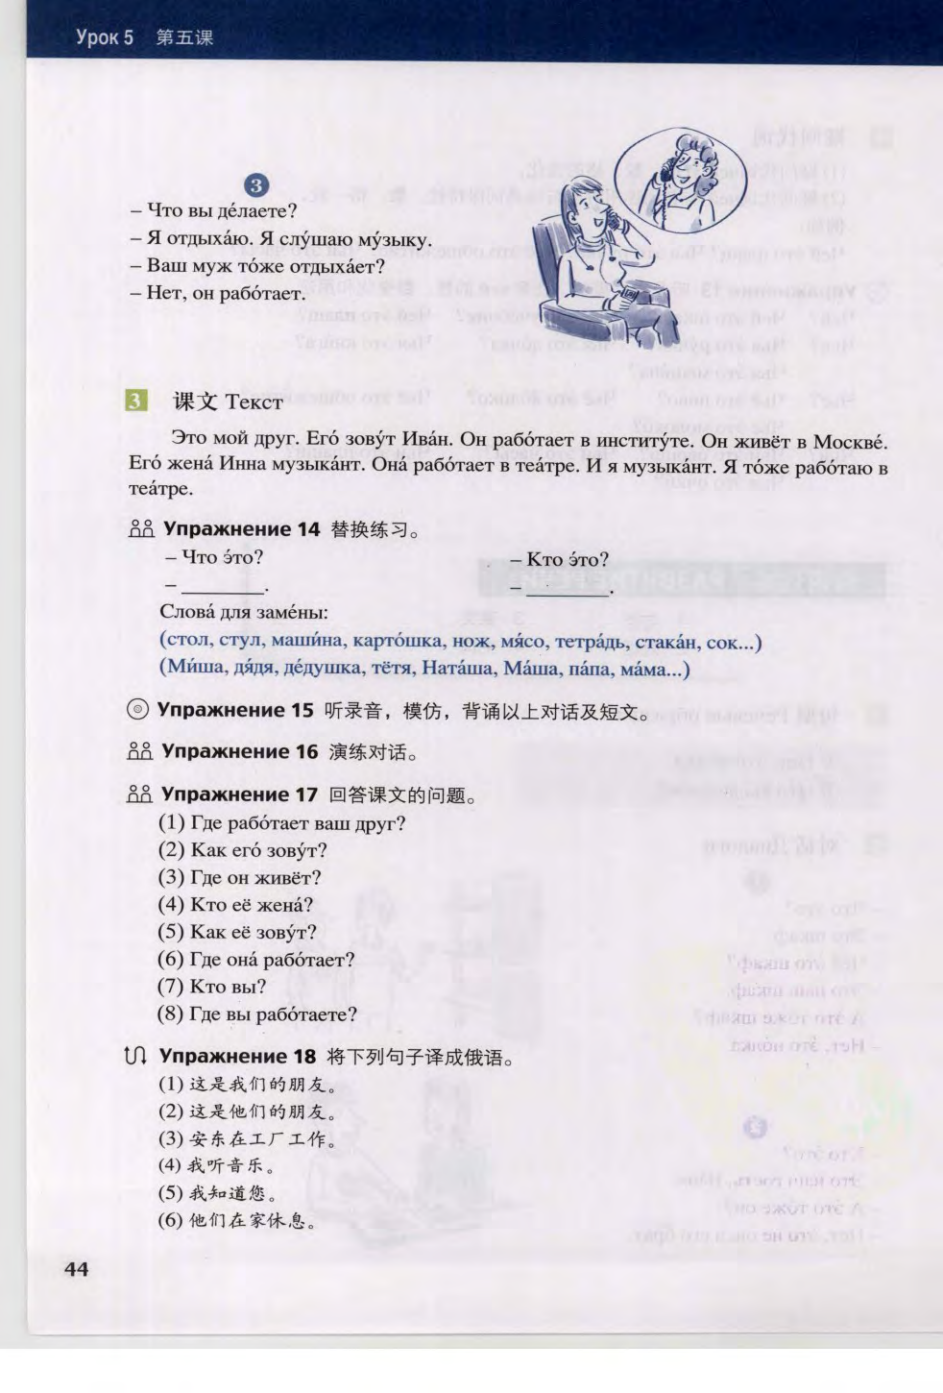 Урок 5 第五课
3
– Что вы де́лаете?
– Я отдыха́ю. Я слу́шаю му́зыку.
– Ваш муж то́же отдыха́ет?
– Нет, он рабо́тает.
3 课文 Текст
Э́то мой друг. Его́ зову́т Ива́н. Он рабо́тает в институ́те. Он живёт в Москве́.
Его́ жена́ Инна музыка́нт. Она́ рабо́тает в теа́тре. И я музыка́нт. Я то́же рабо́таю в
теа́тре.
Упражнение 14 替换练习。
– Что э́то?
– ________.
– Кто э́то?
– ________.
Слова́ для заме́ны:
(стол, стул, маши́на, карто́шка, нож, мя́со, тетра́дь, стака́н, сок...)
(Ми́ша, дя́дя, де́душка, тётя, Ната́ша, Ма́ша, па́па, ма́ма...)
Упражнение 15 听录音，模仿，背诵以上对话及短文。
Упражнение 16 演练对话。
Упражнение 17 回答课文的问题。
(1) Где рабо́тает ваш друг?
(2) Как его́ зову́т?
(3) Где он живёт?
(4) Кто её жена́?
(5) Как её зову́т?
(6) Где она́ рабо́тает?
(7) Кто вы?
(8) Где вы рабо́таете?
Упражнение 18 将下列句子译成俄语。
(1) 这是我们的朋友。
(2) 这是他们的朋友。
(3) 安东在工厂工作。
(4) 我听音乐。
(5) 我知道您。
(6) 他们在家休息。
44